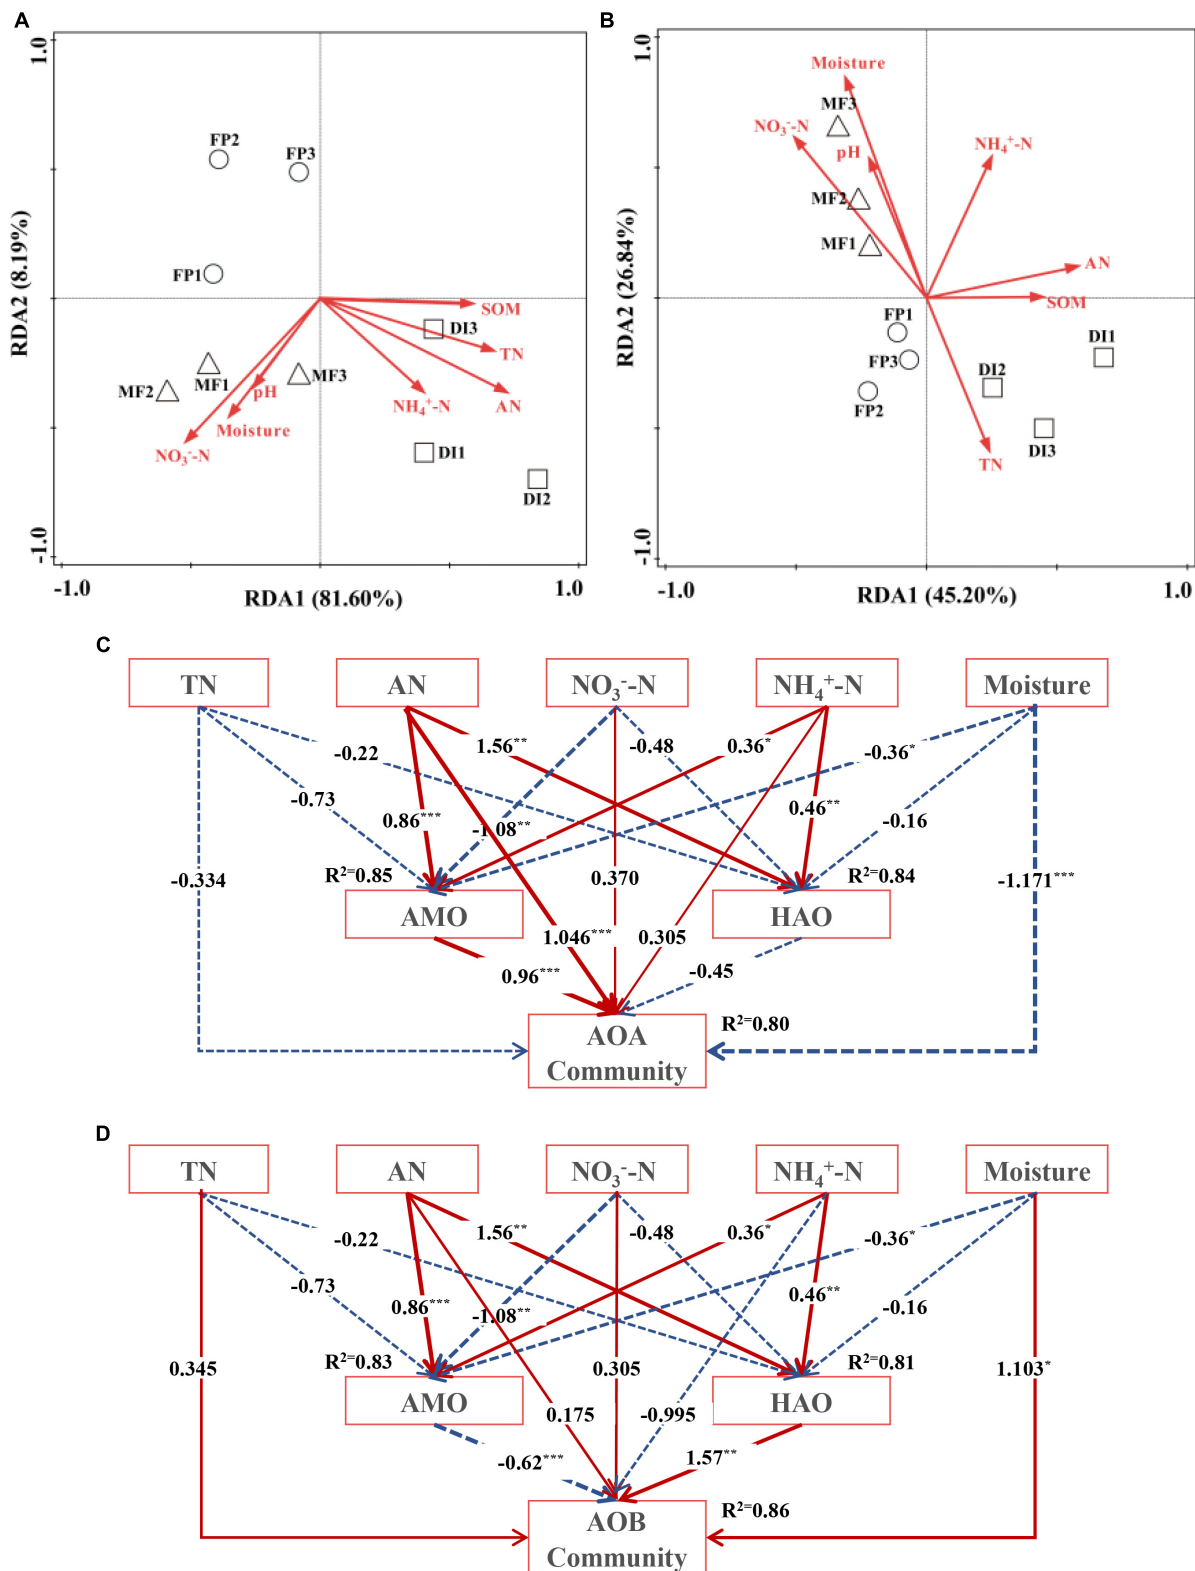 A
B
1.0
RDA2 (8.19%)
-1.0
FP2
FP3
FP1
SOM
DI3
TN
MF2
MF1
MF3
pH
NH₄⁺-N
AN
Moisture
NO₃⁻-N
DI1
DI2
-1.0
RDA1 (81.60%)
1.0
1.0
RDA2 (26.84%)
-1.0
Moisture
MF3
NO₃⁻-N
pH
NH₄⁺-N
MF2
MF1
AN
SOM
FP1
FP3
FP2
DI1
DI2
DI3
TN
-1.0
RDA1 (45.20%)
1.0
C
TN
AN
NO₃⁻-N
NH₄⁺-N
Moisture
-0.22
1.56**
-0.48
0.36*
-0.36*
-0.73
0.86***
-1.08**
0.46**
-0.16
-0.334
R²=0.85
0.370
R²=0.84
-1.171***
AMO
HAO
1.046***
0.305
0.96***
-0.45
R²=0.80
AOA
Community
D
TN
AN
NO₃⁻-N
NH₄⁺-N
Moisture
-0.22
1.56**
-0.48
0.36*
-0.36*
-0.73
0.86***
-1.08**
0.46**
-0.16
0.345
R²=0.83
0.305
R²=0.81
1.103*
AMO
HAO
0.175
-0.995
-0.62***
1.57**
R²=0.86
AOB
Community